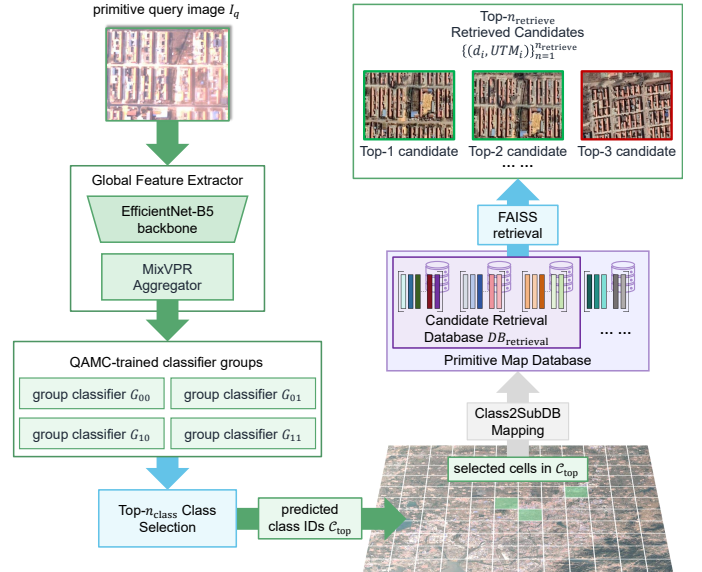 primitive query image I_q
Global Feature Extractor
EfficientNet-B5
backbone
MixVPR
Aggregator
QAMC-trained classifier groups
group classifier G_00
group classifier G_01
group classifier G_10
group classifier G_11
Top-n_class Class
Selection
predicted
class IDs 𝒞_top
selected cells in 𝒞_top
Class2SubDB
Mapping
Primitive Map Database
Candidate Retrieval
Database DB_retrieval
... ...
FAISS
retrieval
Top-n_retrieve
Retrieved Candidates
{(d_i, UTM_i)}_{n=1}^{n_retrieve}
Top-1 candidate
Top-2 candidate
Top-3 candidate
... ...